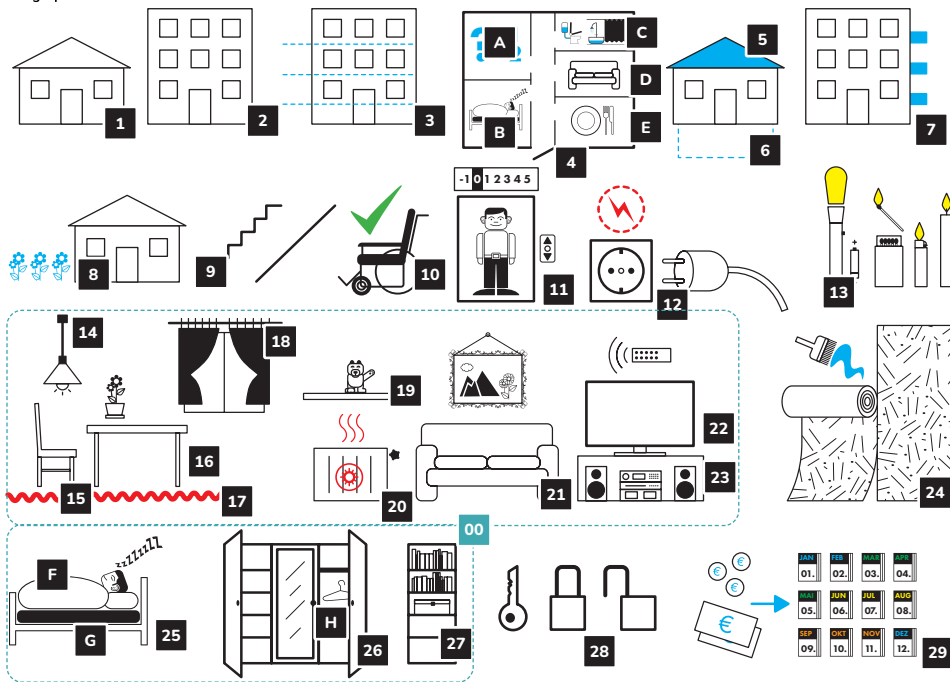 A
C
5
D
B
E
1
2
3
4
6
7
-1 0 1 2 3 4 5
8
9
10
11
12
+
13
14
18
19
22
15
16
17
20
21
23
24
00
zzZZZZZ
F
G
25
H
26
27
28
€ € €
€
JAN 01. FEB 02. MAR 03. APR 04.
MAI 05. JUN 06. JUL 07. AUG 08.
SEP 09. OKT 10. NOV 11. DEZ 12.
29